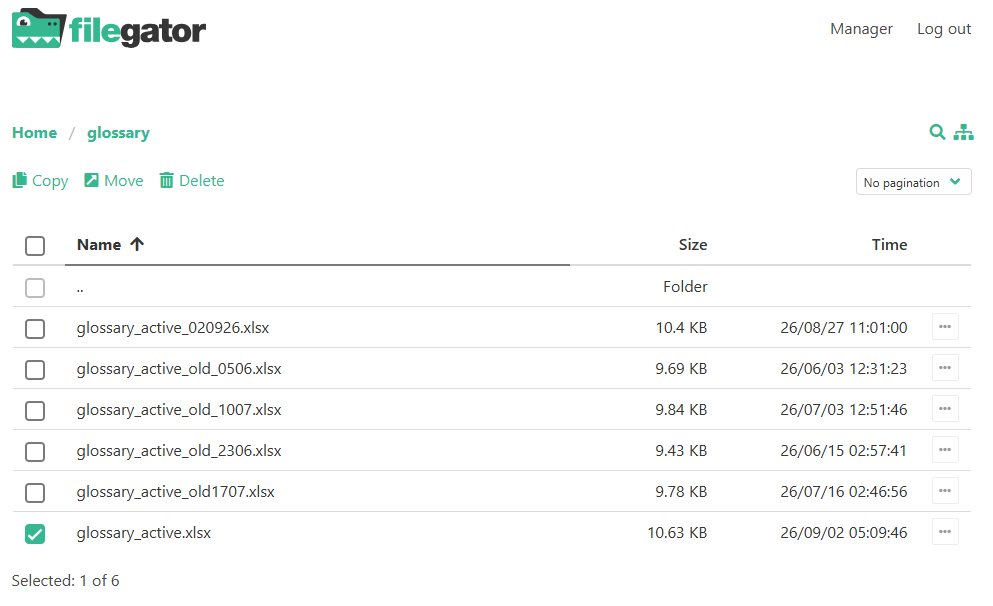 filegator
Manager Log out
Home / glossary
Copy Move Delete
No pagination
Name Size Time
.. Folder
glossary_active_020926.xlsx 10.4 KB 26/08/27 11:01:00 ...
glossary_active_old_0506.xlsx 9.69 KB 26/06/03 12:31:23 ...
glossary_active_old_1007.xlsx 9.84 KB 26/07/03 12:51:46 ...
glossary_active_old_2306.xlsx 9.43 KB 26/06/15 02:57:41 ...
glossary_active_old1707.xlsx 9.78 KB 26/07/16 02:46:56 ...
glossary_active.xlsx 10.63 KB 26/09/02 05:09:46 ...
Selected: 1 of 6